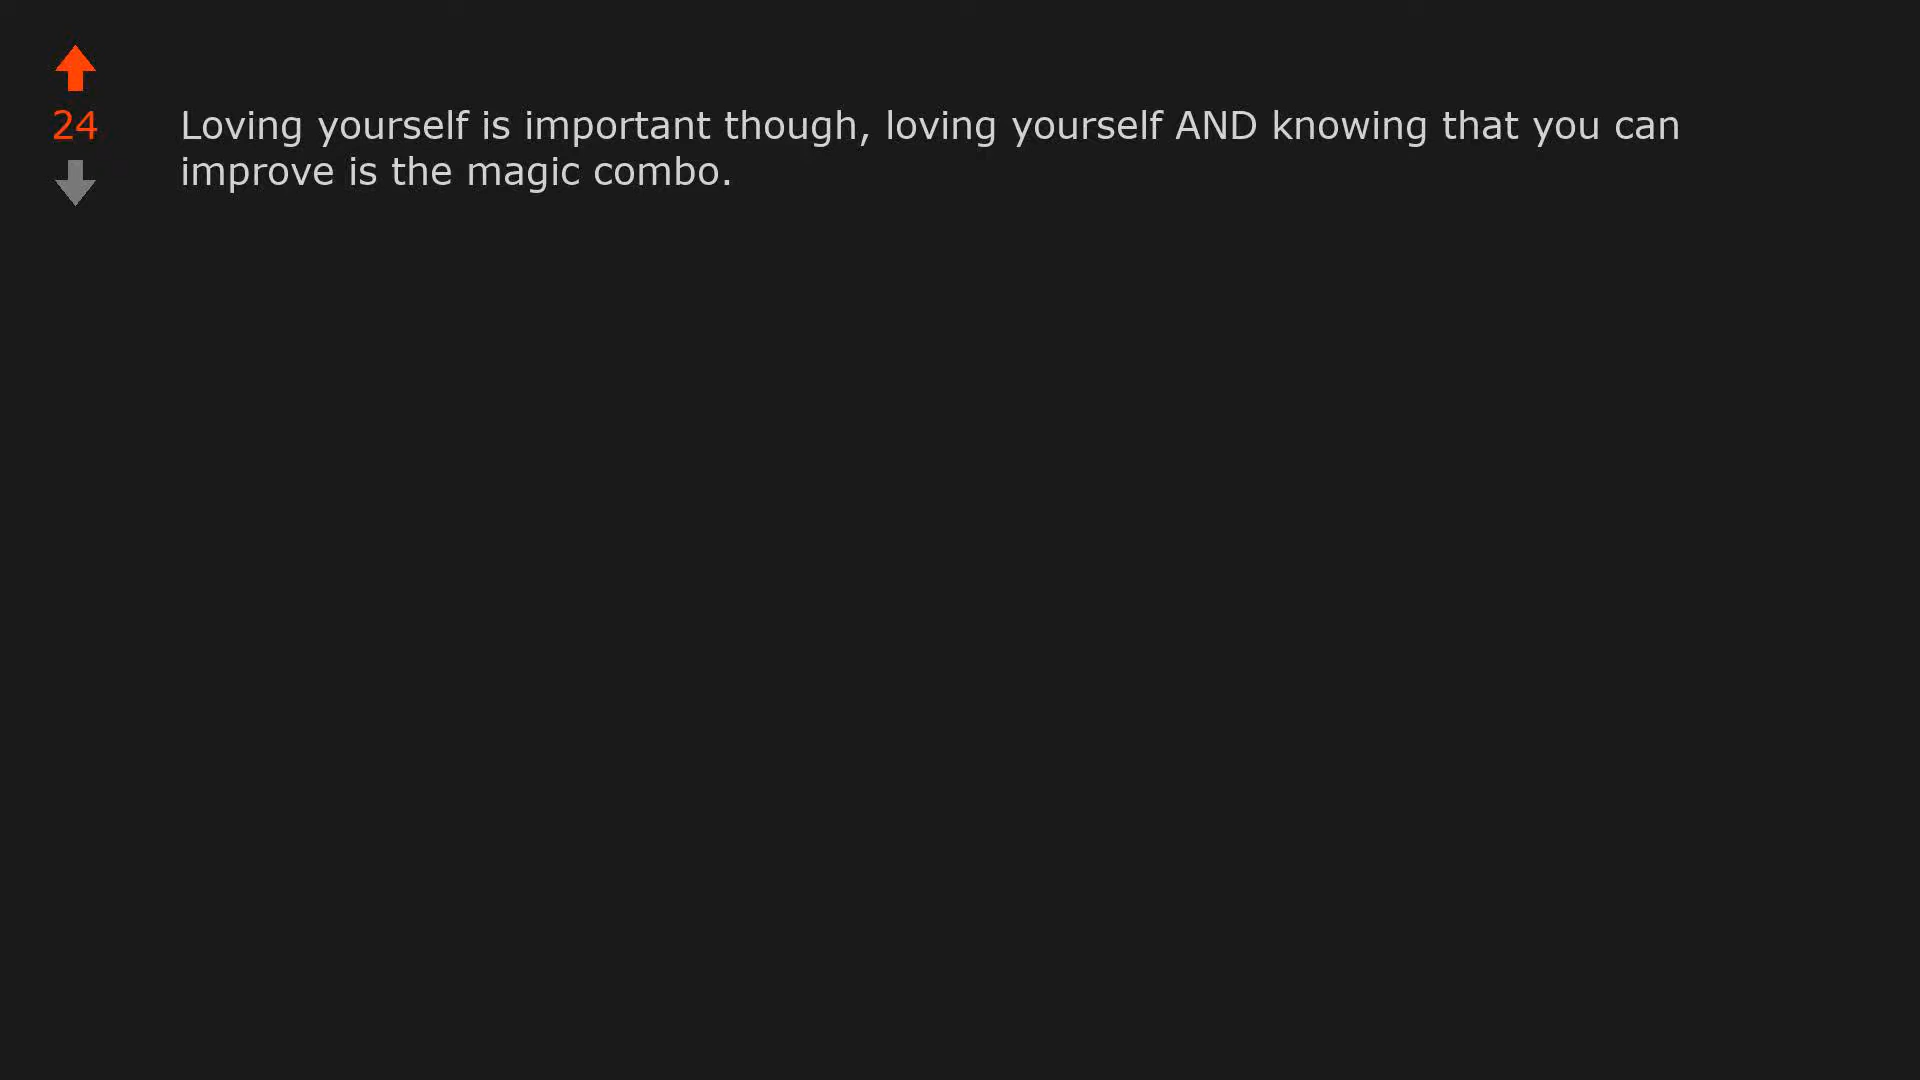 24
Loving yourself is important though, loving yourself AND knowing that you can
improve is the magic combo.